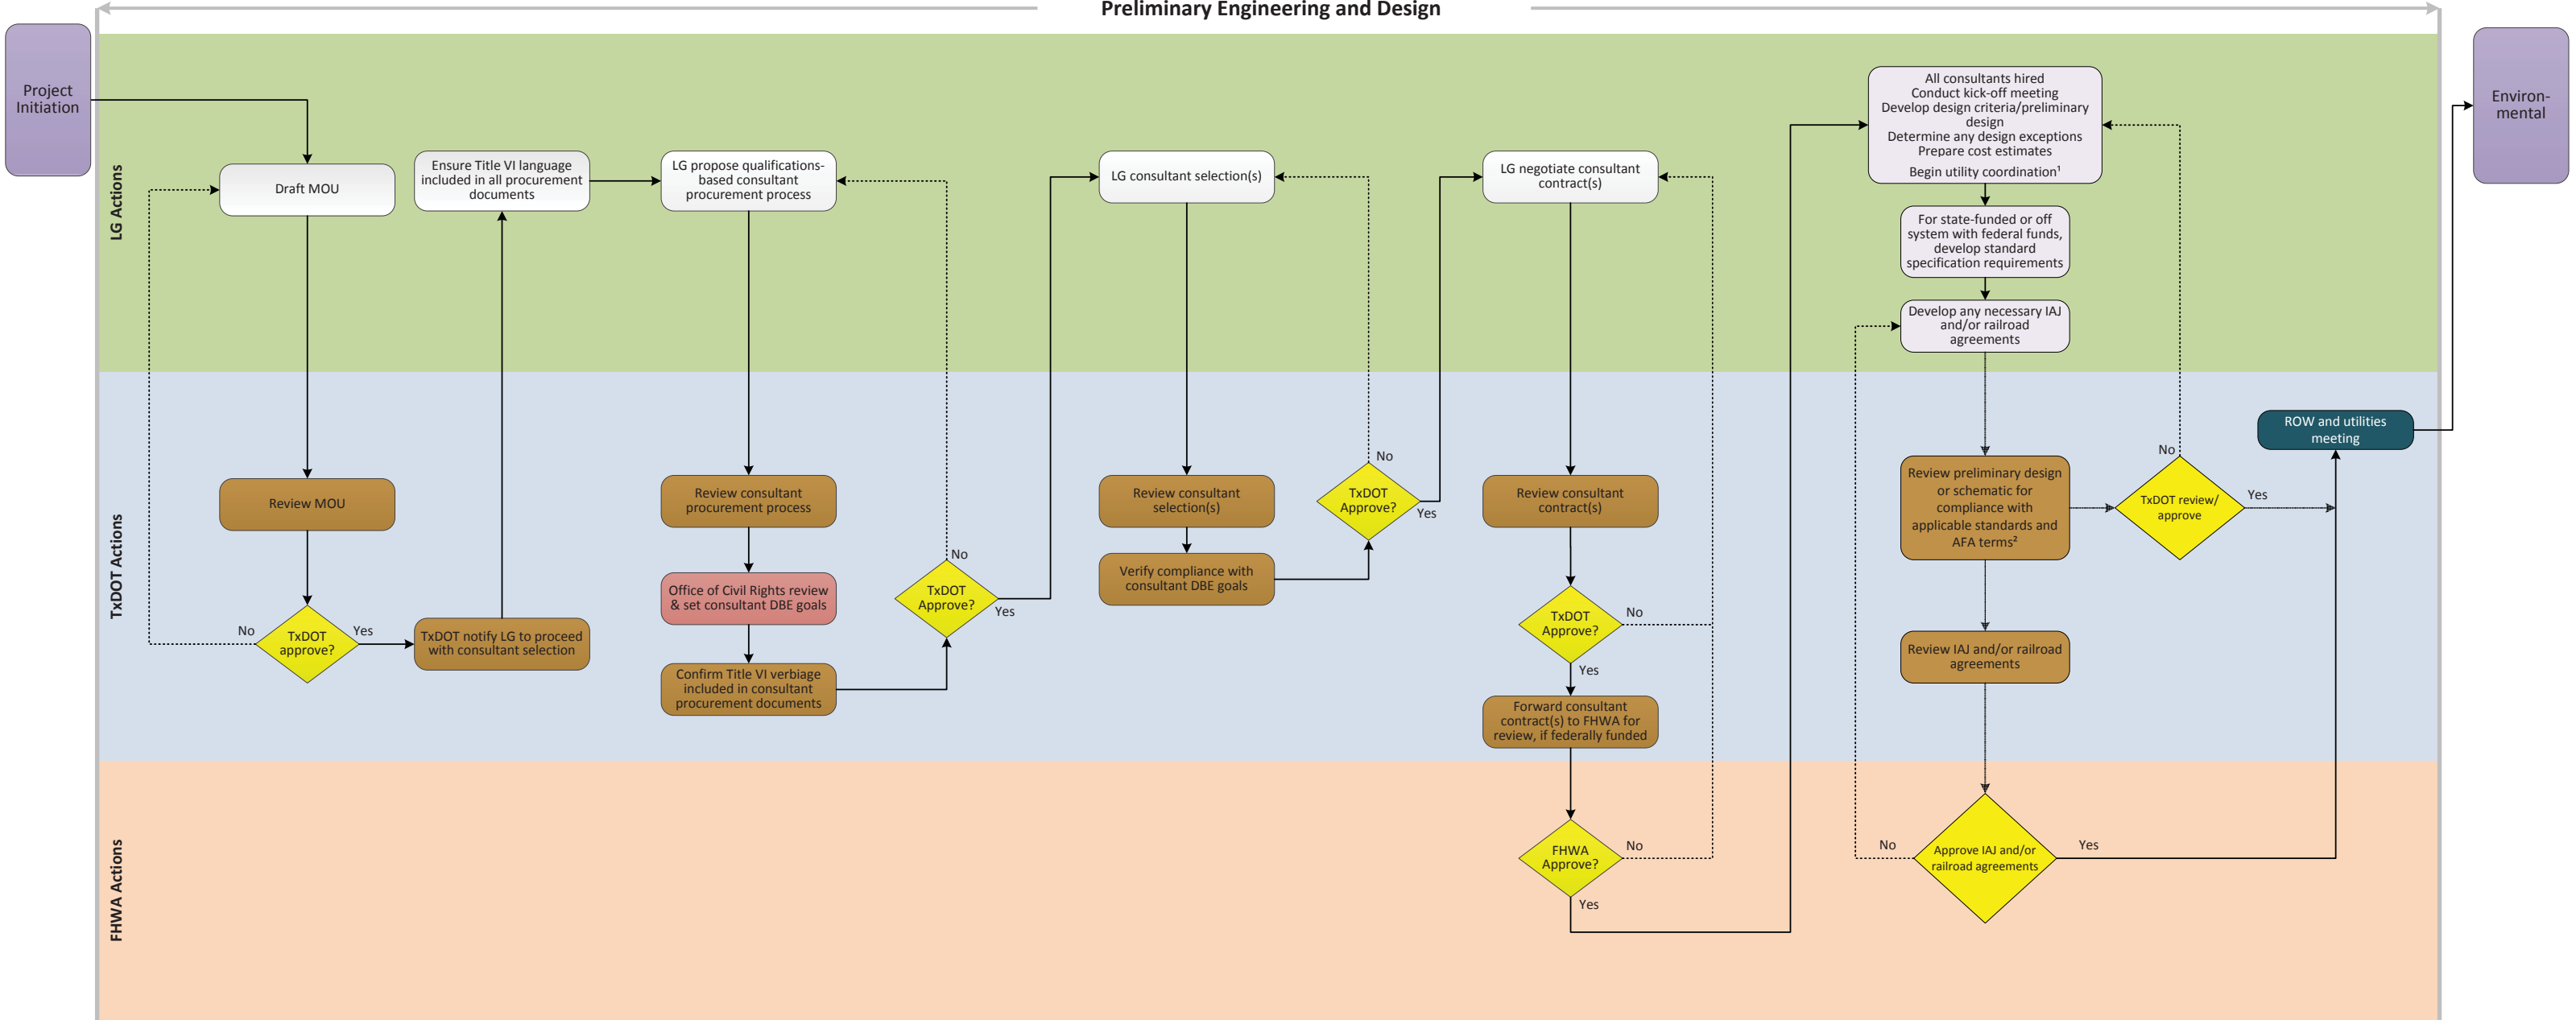 Preliminary Engineering and Design
Project
Initiation
Environ-
mental
LG Actions
Draft MOU
Ensure Title VI language
included in all procurement
documents
LG propose qualifications-
based consultant
procurement process
LG consultant selection(s)
LG negotiate consultant
contract(s)
All consultants hired
Conduct kick-off meeting
Develop design criteria/preliminary
design
Determine any design exceptions
Prepare cost estimates
Begin utility coordination¹
For state-funded or off
system with federal funds,
develop standard
specification requirements
Develop any necessary IAJ
and/or railroad
agreements
TxDOT Actions
Review MOU
TxDOT
approve?
No
Yes
TxDOT notify LG to proceed
with consultant selection
Review consultant
procurement process
Office of Civil Rights review
& set consultant DBE goals
Confirm Title VI verbiage
included in consultant
procurement documents
No
TxDOT
Approve?
Yes
Review consultant
selection(s)
Verify compliance with
consultant DBE goals
No
TxDOT
Approve?
Yes
Review consultant
contract(s)
TxDOT
Approve?
No
Yes
Forward consultant
contract(s) to FHWA for
review, if federally funded
Review preliminary design
or schematic for
compliance with
applicable standards and
AFA terms²
No
TxDOT review/
approve
Yes
ROW and utilities
meeting
Review IAJ and/or railroad
agreements
FHWA Actions
FHWA
Approve?
No
Yes
No
Approve IAJ and/or
railroad agreements
Yes